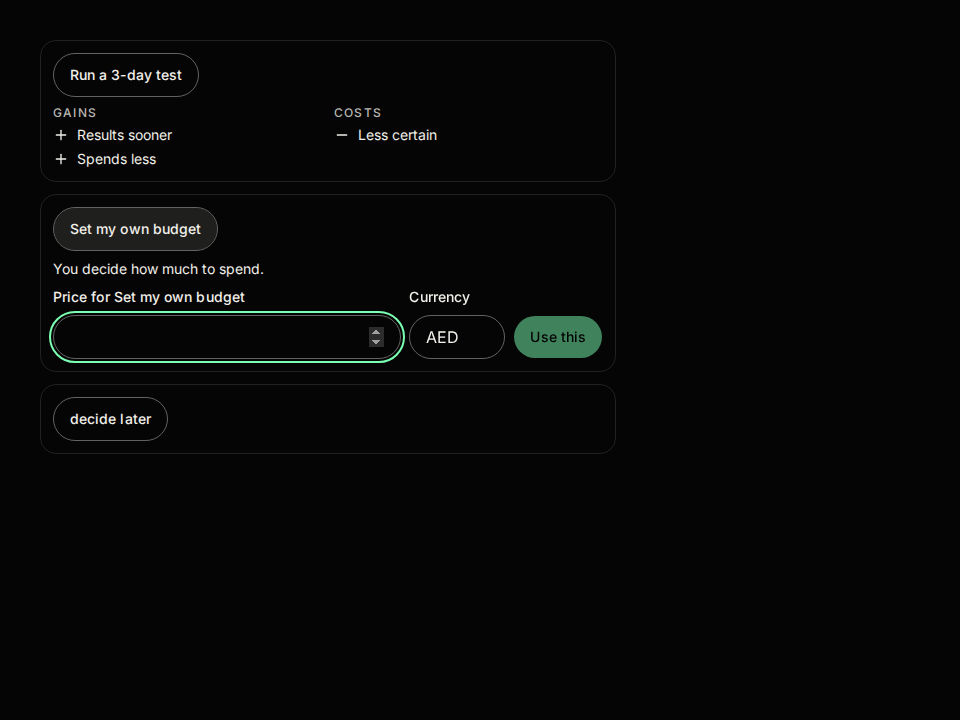 Run a 3-day test
GAINS
COSTS
+ Results sooner
− Less certain
+ Spends less
Set my own budget
You decide how much to spend.
Price for Set my own budget
Currency
AED
Use this
decide later